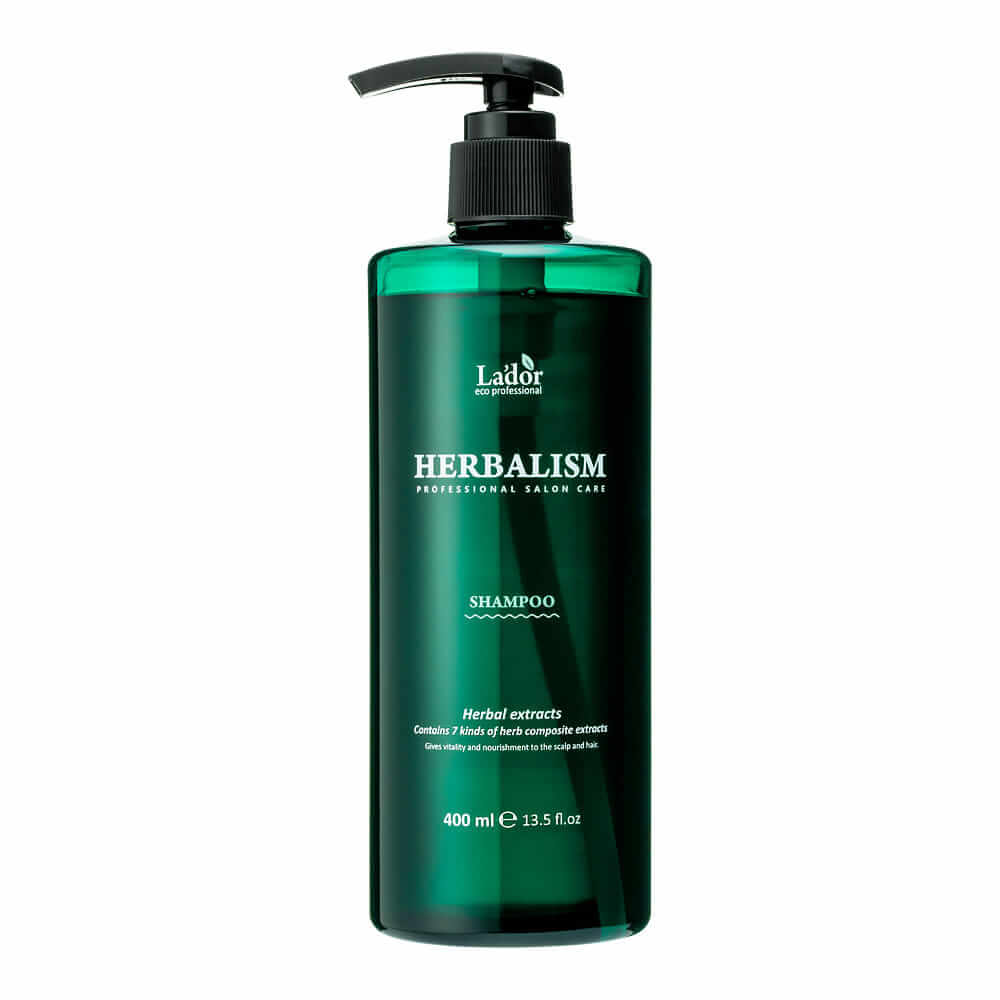 La'dor
eco professional
HERBALISM
PROFESSIONAL SALON CARE
SHAMPOO
Herbal extracts
Contains 7 kinds of herb composite extracts
Gives vitality and nourishment to the scalp and hair.
400 ml ℮ 13.5 fl.oz